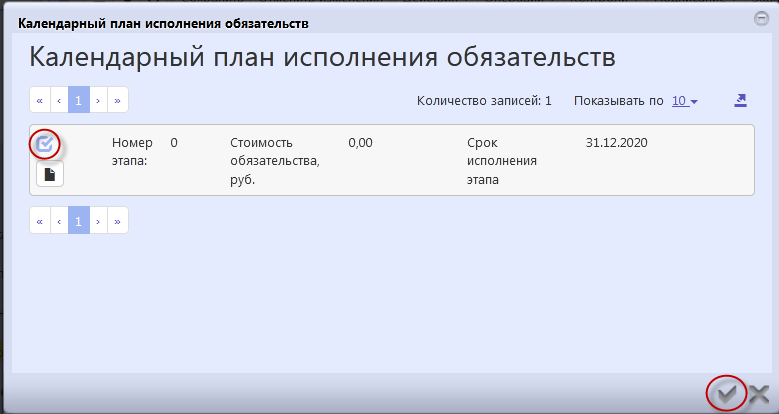 Календарный план исполнения обязательств
Календарный план исполнения обязательств
« ‹ 1 › » Количество записей: 1 Показывать по 10
Номер этапа: 0 Стоимость обязательства, руб. 0,00 Срок исполнения этапа 31.12.2020
« ‹ 1 › »